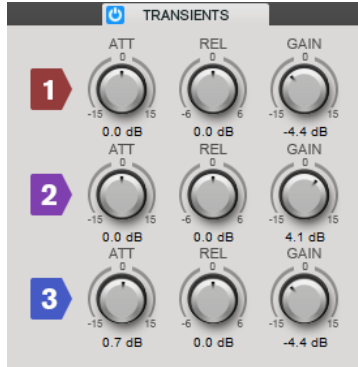 TRANSIENTS
ATT REL GAIN
0 0 0
1
-15 15 -6 6 -15 15
0.0 dB 0.0 dB -4.4 dB
ATT REL GAIN
0 0 0
2
-15 15 -6 6 -15 15
0.0 dB 0.0 dB 4.1 dB
ATT REL GAIN
0 0 0
3
-15 15 -6 6 -15 15
0.7 dB 0.0 dB -4.4 dB